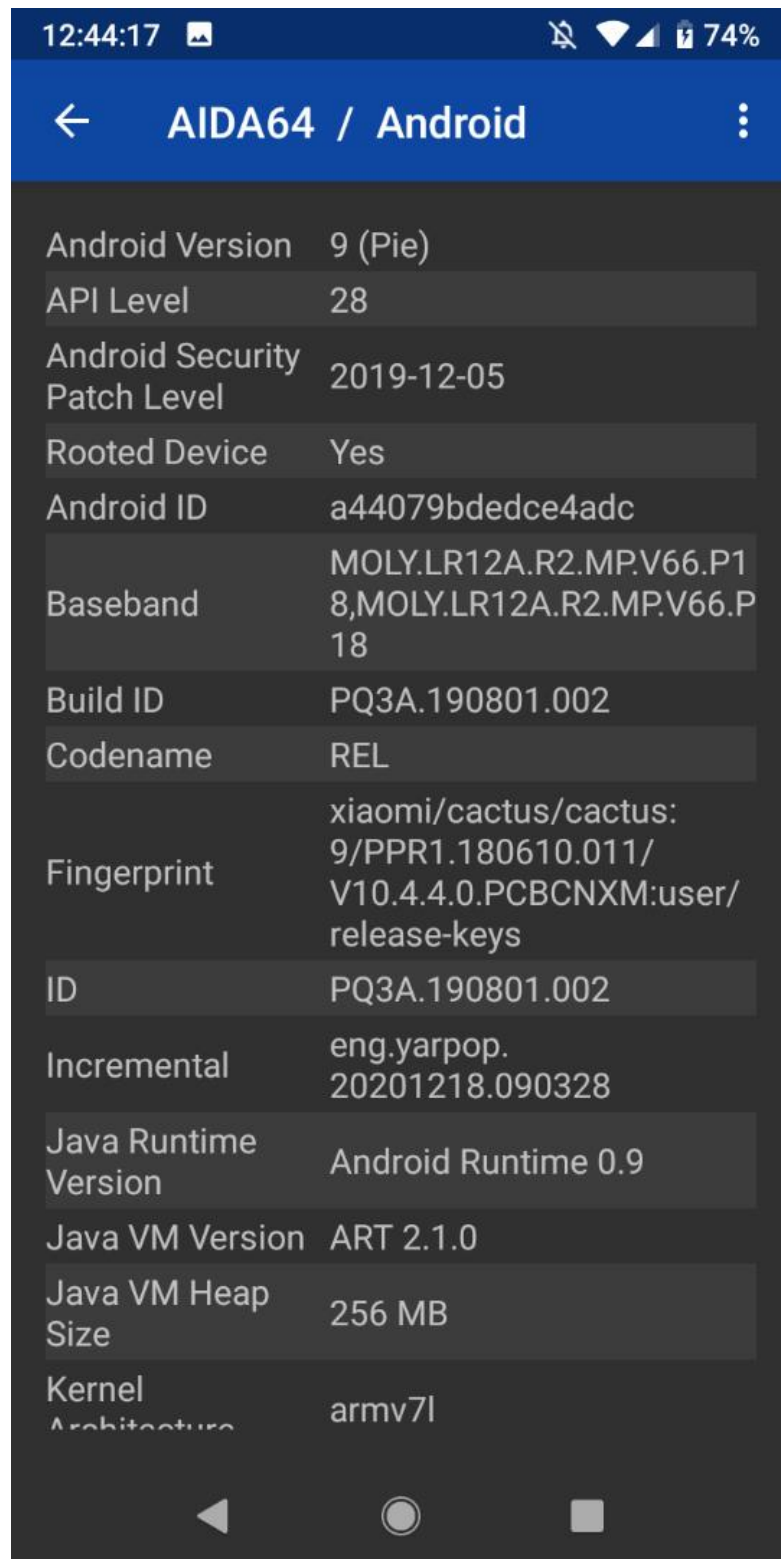 12:44:17
74%
AIDA64 / Android
Android Version 9 (Pie)
API Level 28
Android Security
Patch Level
2019-12-05
Rooted Device Yes
Android ID a44079bdedce4adc
Baseband
MOLY.LR12A.R2.MP.V66.P1
8,MOLY.LR12A.R2.MP.V66.P
18
Build ID PQ3A.190801.002
Codename REL
Fingerprint
xiaomi/cactus/cactus:
9/PPR1.180610.011/
V10.4.4.0.PCBCNXM:user/
release-keys
ID PQ3A.190801.002
Incremental
eng.yarpop.
20201218.090328
Java Runtime
Version
Android Runtime 0.9
Java VM Version ART 2.1.0
Java VM Heap
Size
256 MB
Kernel
Architecture
armv7l